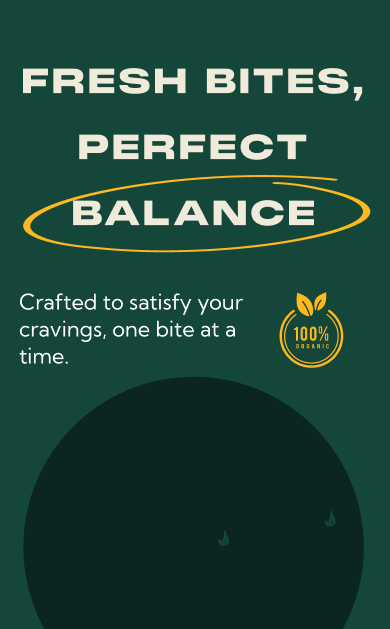 FRESH BITES,
PERFECT
BALANCE
Crafted to satisfy your
cravings, one bite at a
time.
100%
ORGANIC